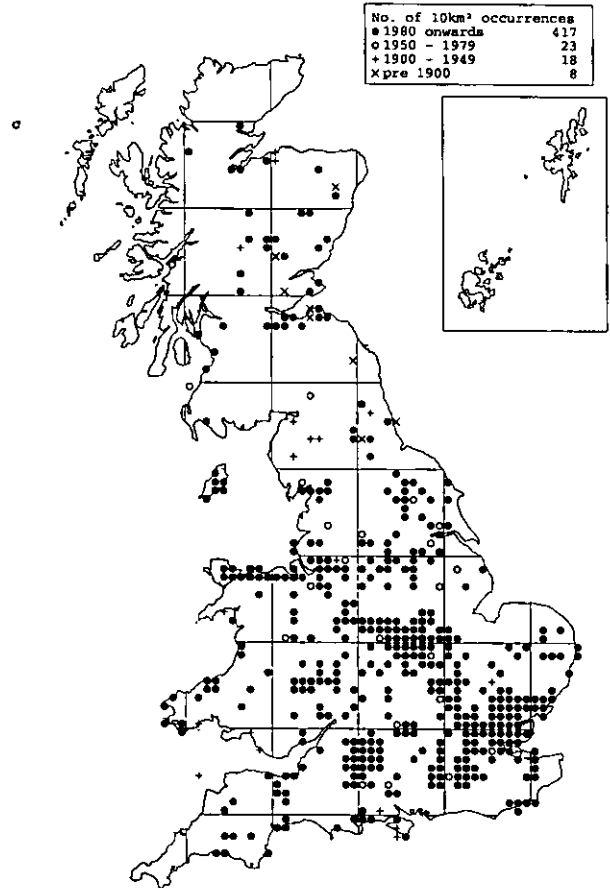 No. of 10km² occurrences
● 1980 onwards 417
○ 1950 - 1979 23
+ 1900 - 1949 18
× pre 1900 8